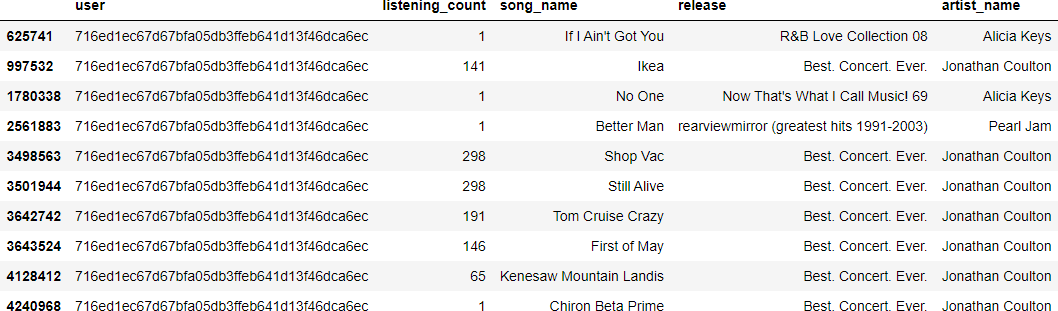 user listening_count song_name release artist_name
625741 716ed1ec67d67bfa05db3ffeb641d13f46dca6ec 1 If I Ain't Got You R&B Love Collection 08 Alicia Keys
997532 716ed1ec67d67bfa05db3ffeb641d13f46dca6ec 141 Ikea Best. Concert. Ever. Jonathan Coulton
1780338 716ed1ec67d67bfa05db3ffeb641d13f46dca6ec 1 No One Now That's What I Call Music! 69 Alicia Keys
2561883 716ed1ec67d67bfa05db3ffeb641d13f46dca6ec 1 Better Man rearviewmirror (greatest hits 1991-2003) Pearl Jam
3498563 716ed1ec67d67bfa05db3ffeb641d13f46dca6ec 298 Shop Vac Best. Concert. Ever. Jonathan Coulton
3501944 716ed1ec67d67bfa05db3ffeb641d13f46dca6ec 298 Still Alive Best. Concert. Ever. Jonathan Coulton
3642742 716ed1ec67d67bfa05db3ffeb641d13f46dca6ec 191 Tom Cruise Crazy Best. Concert. Ever. Jonathan Coulton
3643524 716ed1ec67d67bfa05db3ffeb641d13f46dca6ec 146 First of May Best. Concert. Ever. Jonathan Coulton
4128412 716ed1ec67d67bfa05db3ffeb641d13f46dca6ec 65 Kenesaw Mountain Landis Best. Concert. Ever. Jonathan Coulton
4240968 716ed1ec67d67bfa05db3ffeb641d13f46dca6ec 1 Chiron Beta Prime Best. Concert. Ever. Jonathan Coulton